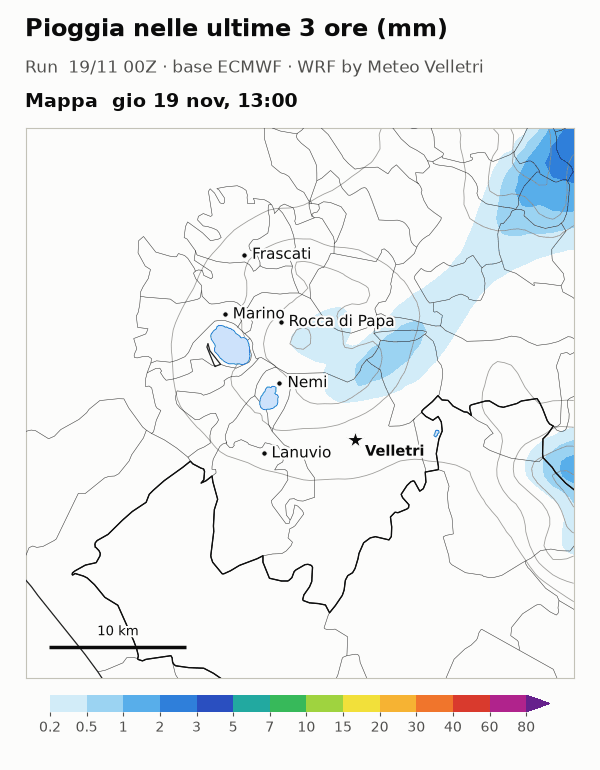 Pioggia nelle ultime 3 ore (mm)
Run  19/11 00Z · base ECMWF · WRF by Meteo Velletri
Mappa  gio 19 nov, 13:00
Frascati
Marino
Rocca di Papa
Nemi
Velletri
Lanuvio
10 km
0.2 0.5 1 2 3 5 7 10 15 20 30 40 60 80